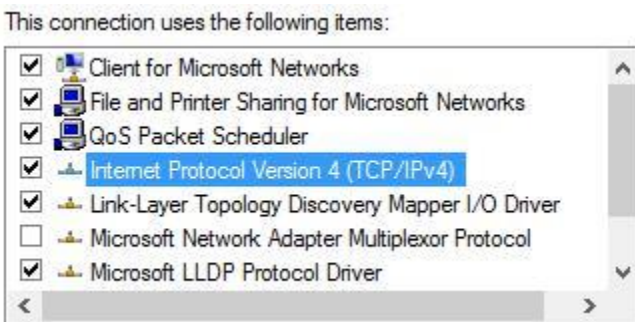 This connection uses the following items:
Client for Microsoft Networks
File and Printer Sharing for Microsoft Networks
QoS Packet Scheduler
Internet Protocol Version 4 (TCP/IPv4)
Link-Layer Topology Discovery Mapper I/O Driver
Microsoft Network Adapter Multiplexor Protocol
Microsoft LLDP Protocol Driver